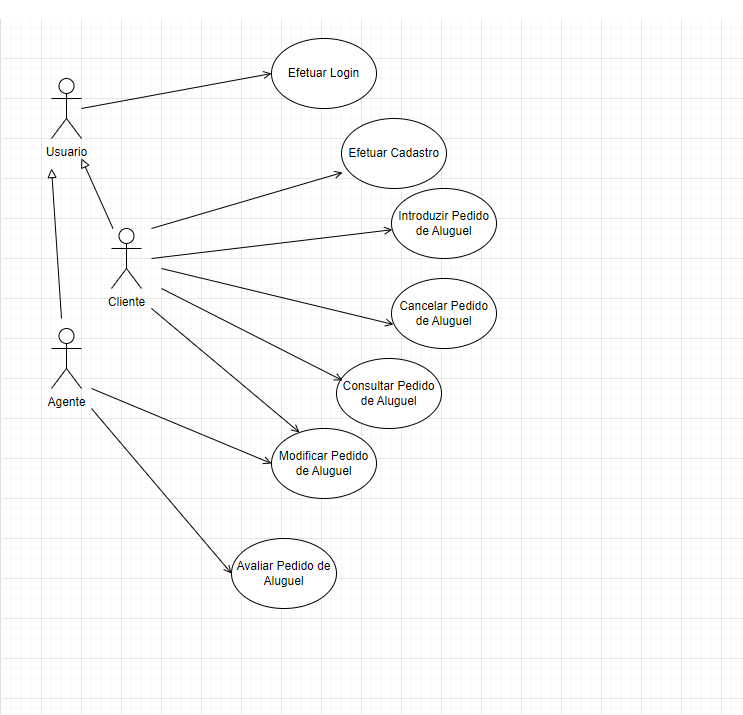 Efetuar Login
Usuario
Efetuar Cadastro
Introduzir Pedido
de Aluguel
Cliente
Cancelar Pedido
de Aluguel
Consultar Pedido
de Aluguel
Agente
Modificar Pedido
de Aluguel
Avaliar Pedido de
Aluguel